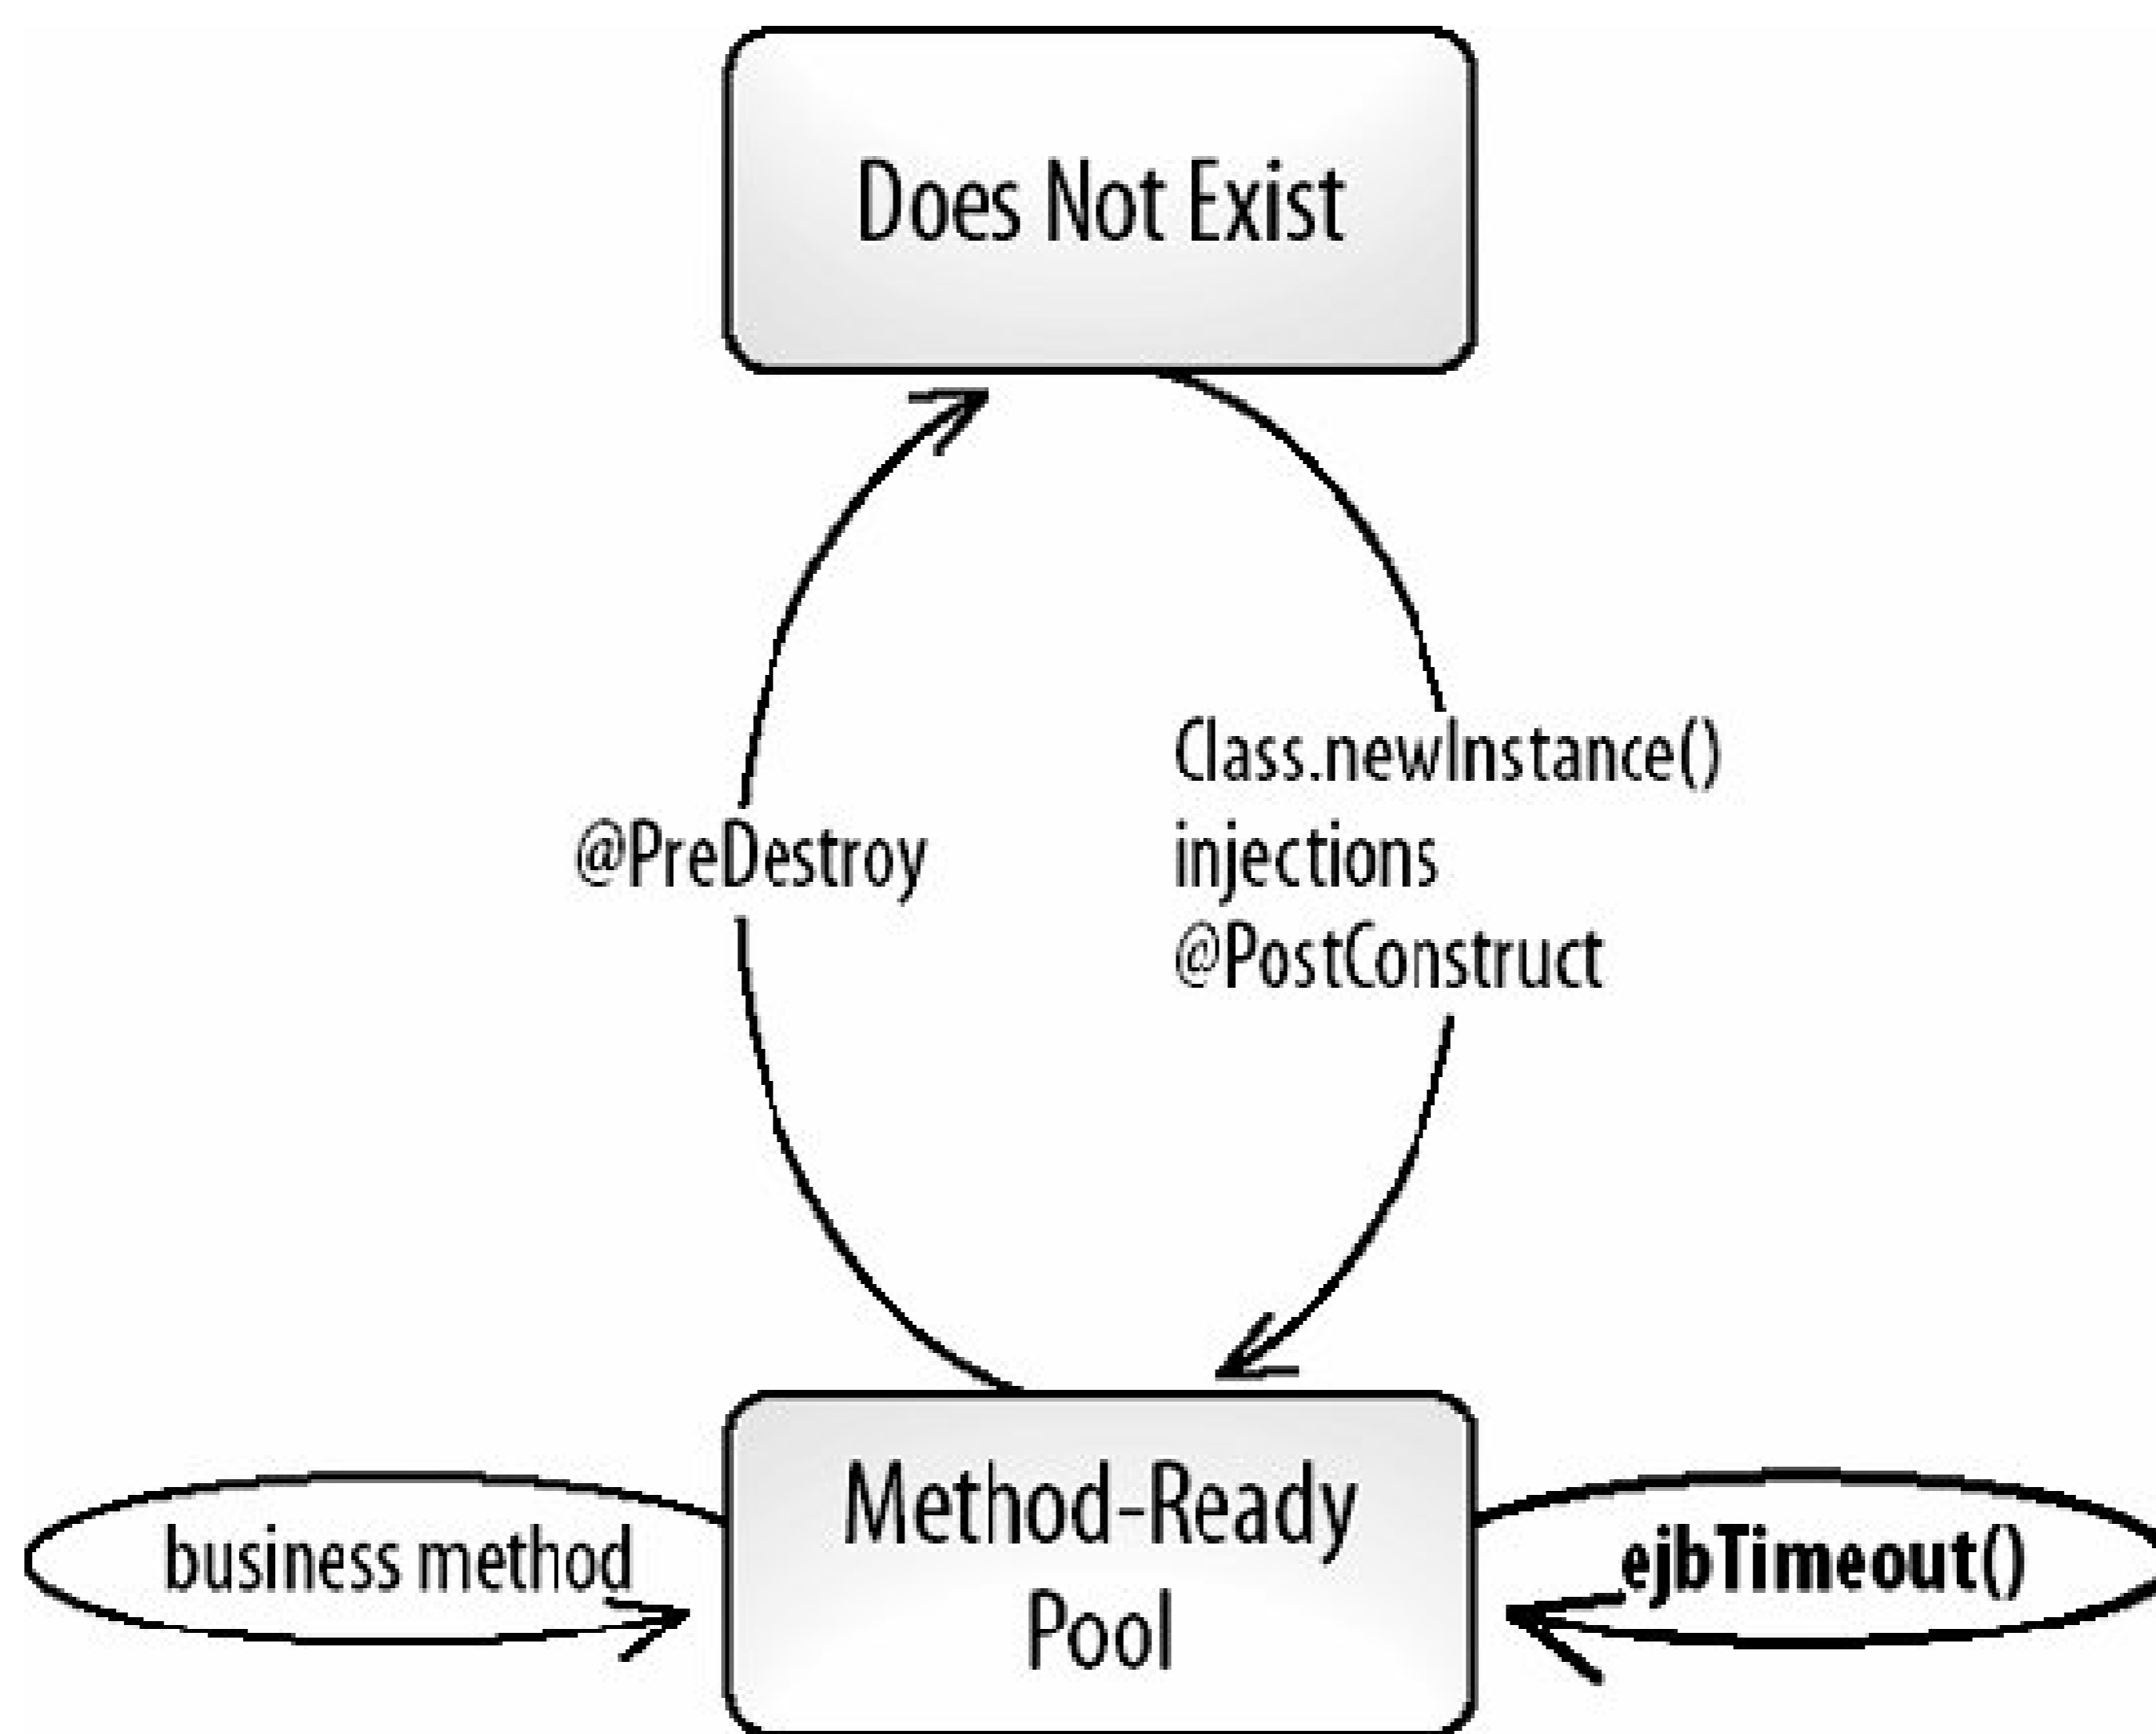 Does Not Exist
Class.newInstance()
injections
@PostConstruct
@PreDestroy
Method-Ready
Pool
business method
ejbTimeout()